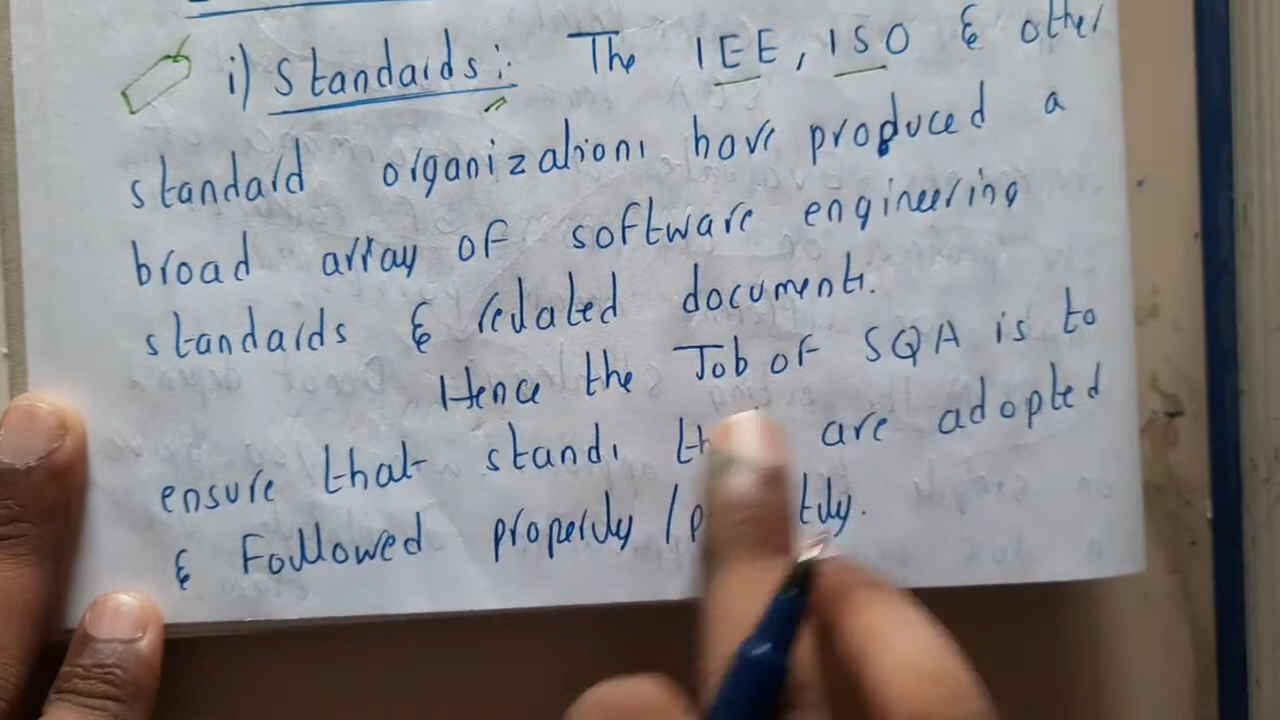 i) Standards: The IEE, ISO & other
standard organizations have produced a
broad array of software engineering
standards & related documents.
Hence the Job of SQA is to
ensure that stands are adopted
& Followed properly /